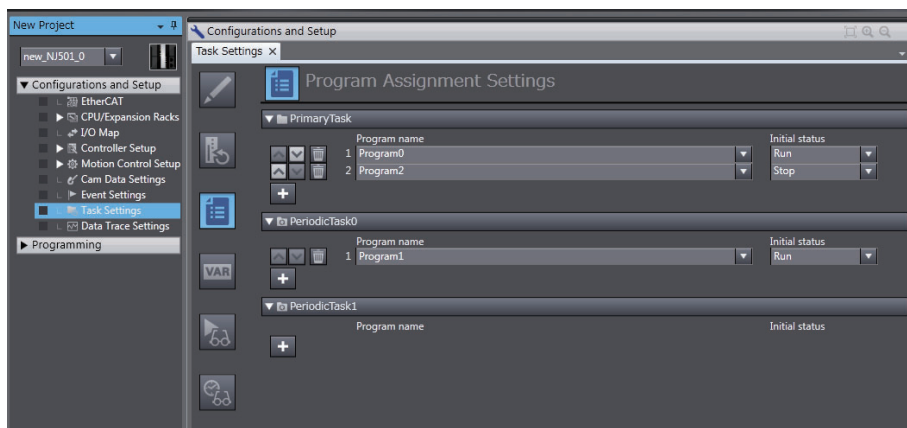 New Project
new_NJ501_0
Configurations and Setup
EtherCAT
CPU/Expansion Racks
I/O Map
Controller Setup
Motion Control Setup
Cam Data Settings
Event Settings
Task Settings
Data Trace Settings
Programming
Configurations and Setup
Task Settings X
Program Assignment Settings
PrimaryTask
Program name Initial status
1 Program0 Run
2 Program2 Stop
+
PeriodicTask0
Program name Initial status
1 Program1 Run
+
PeriodicTask1
Program name Initial status
+
VAR